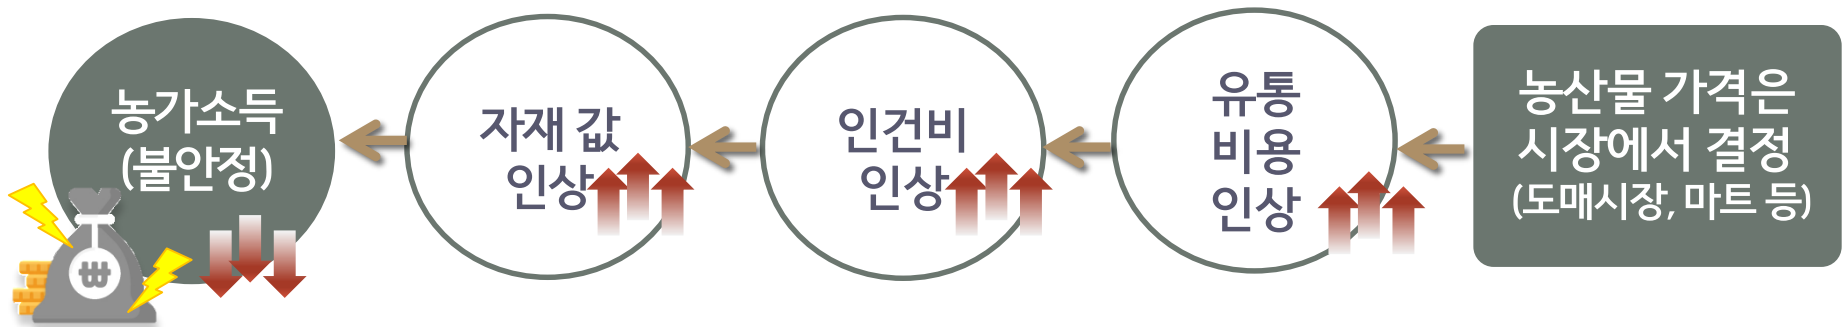 농가소득
(불안정)
₩
자재 값
인상
인건비
인상
유통
비용
인상
농산물 가격은
시장에서 결정
(도매시장, 마트 등)